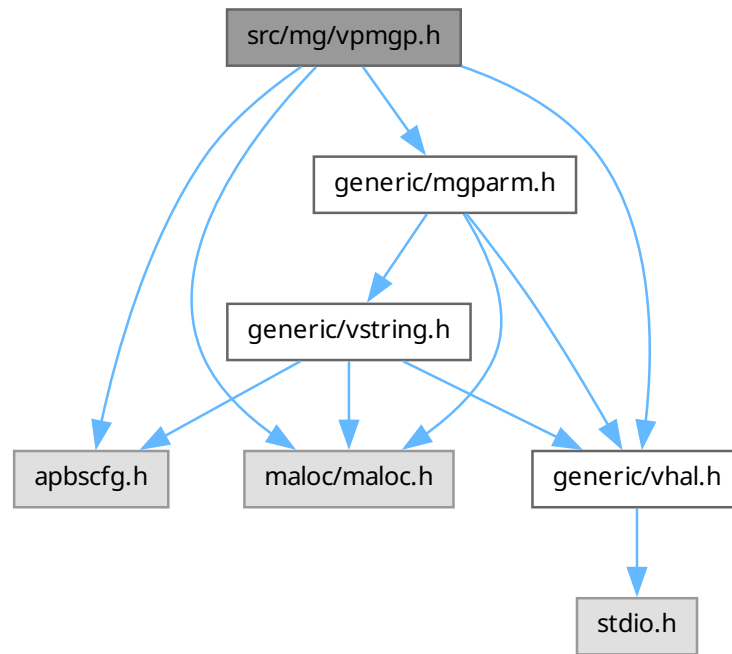 src/mg/vpmgp.h
generic/mgparm.h
generic/vstring.h
apbscfg.h
maloc/maloc.h
generic/vhal.h
stdio.h